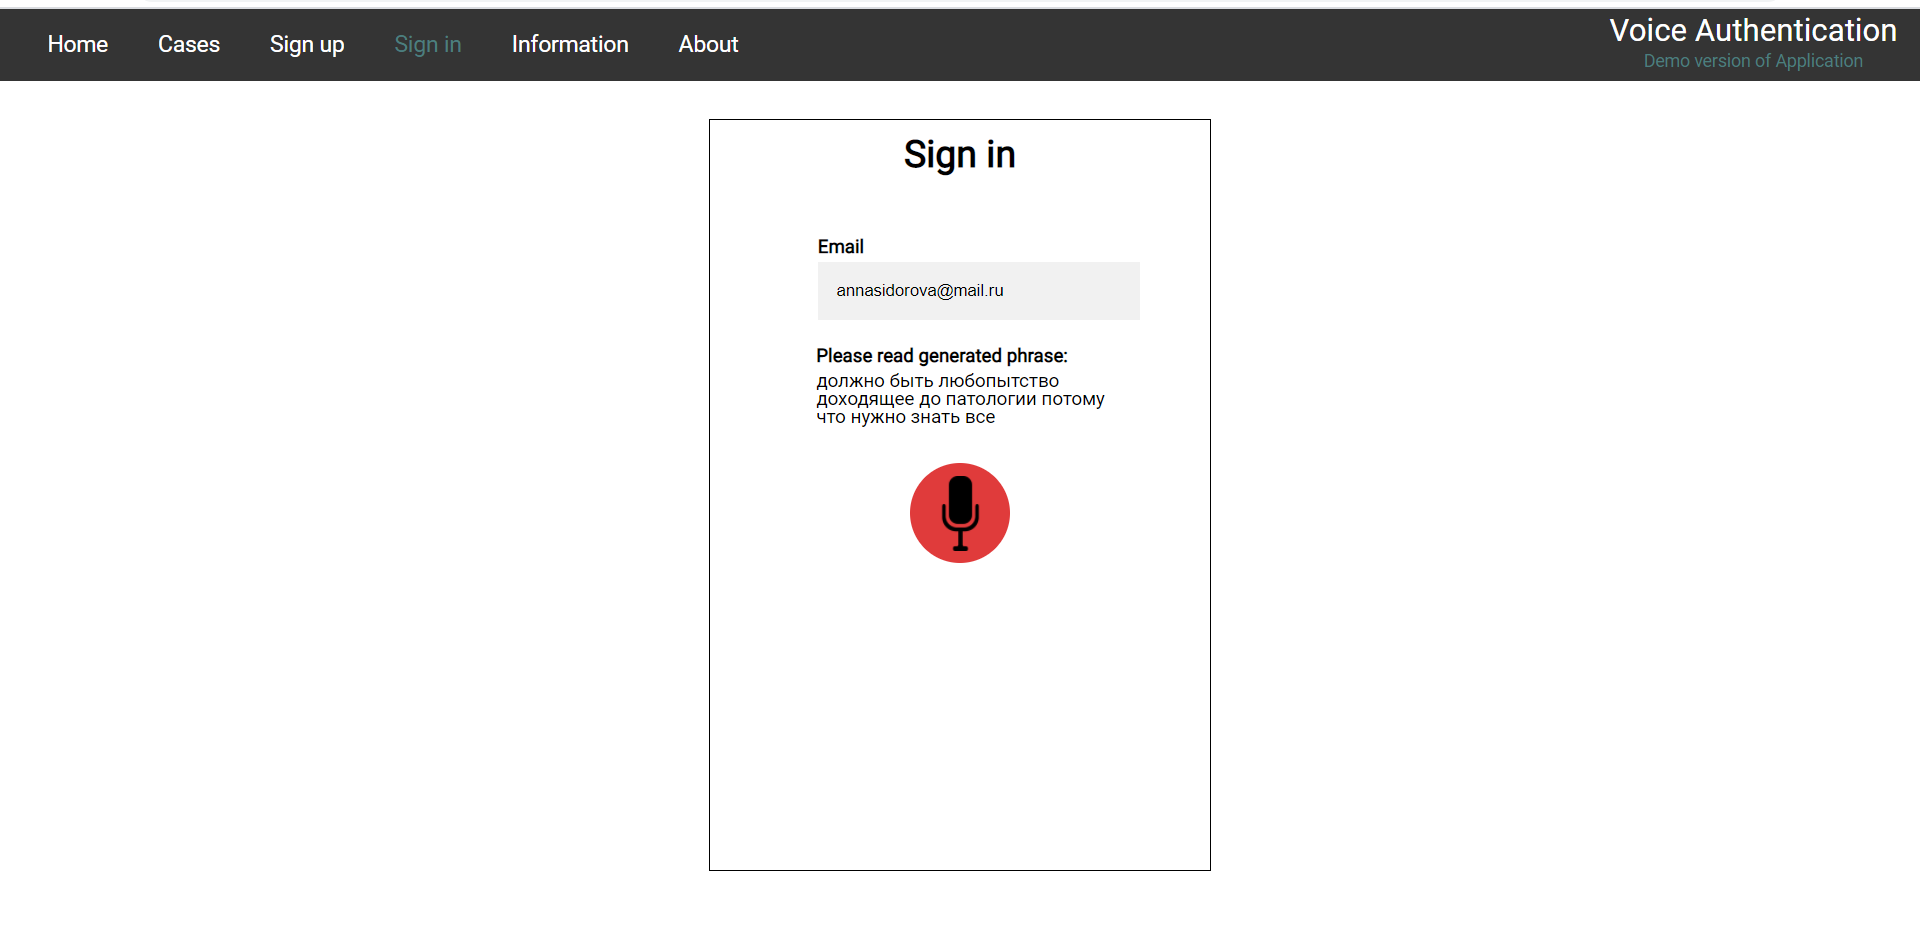 Home Cases Sign up Sign in Information About
Voice Authentication
Demo version of Application
Sign in
Email
annasidorova@mail.ru
Please read generated phrase:
должно быть любопытство
доходящее до патологии потому
что нужно знать все